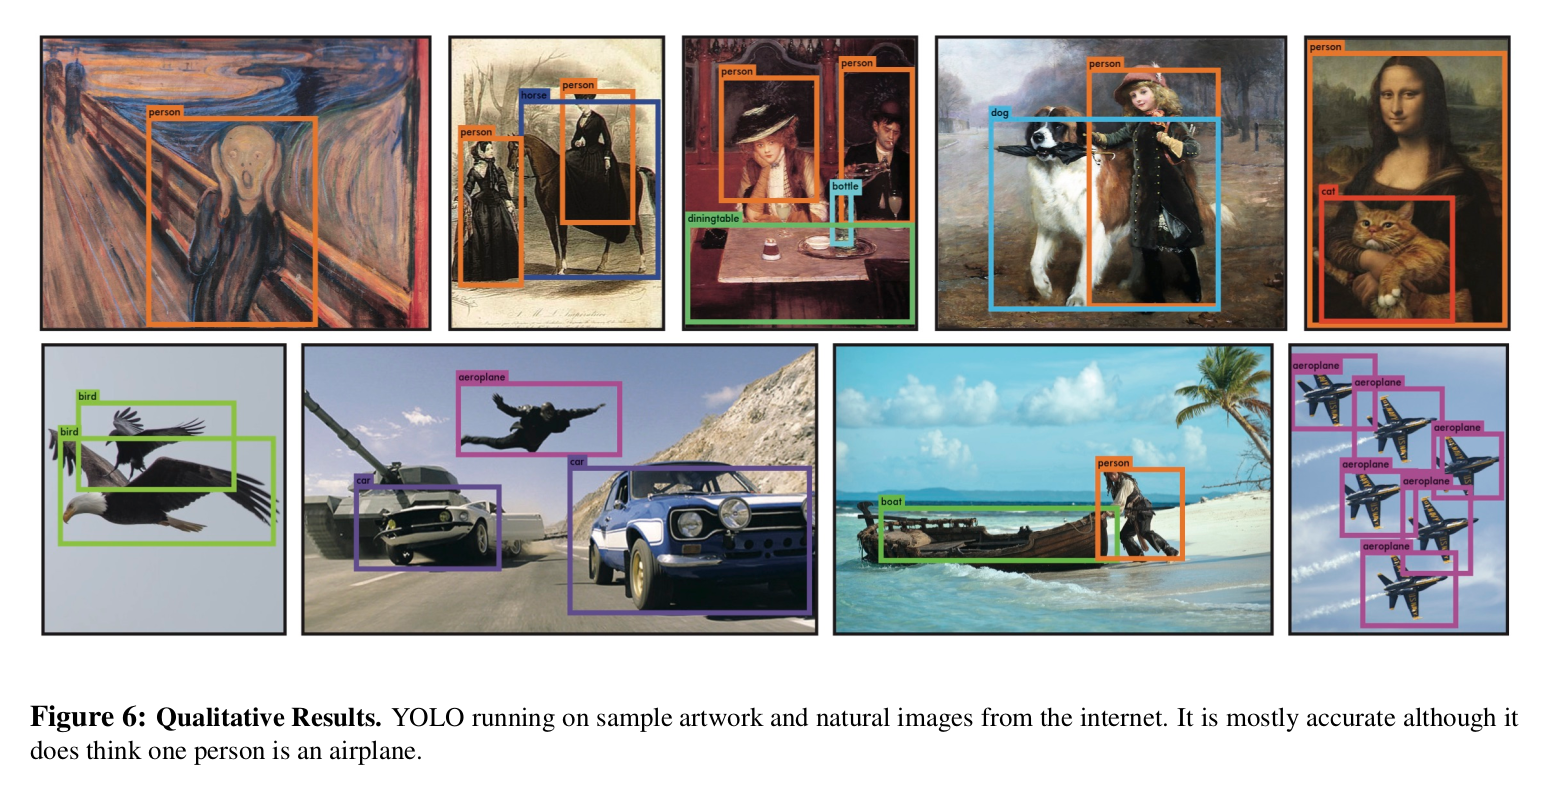 person
horse
person
person
person
person
bottle
diningtable
person
dog
person
cat
bird
bird
aeroplane
car
car
person
boat
aeroplane
aeroplane
aeroplane
aeroplane
aeroplane
aeroplane
Figure 6: Qualitative Results. YOLO running on sample artwork and natural images from the internet. It is mostly accurate although it
does think one person is an airplane.